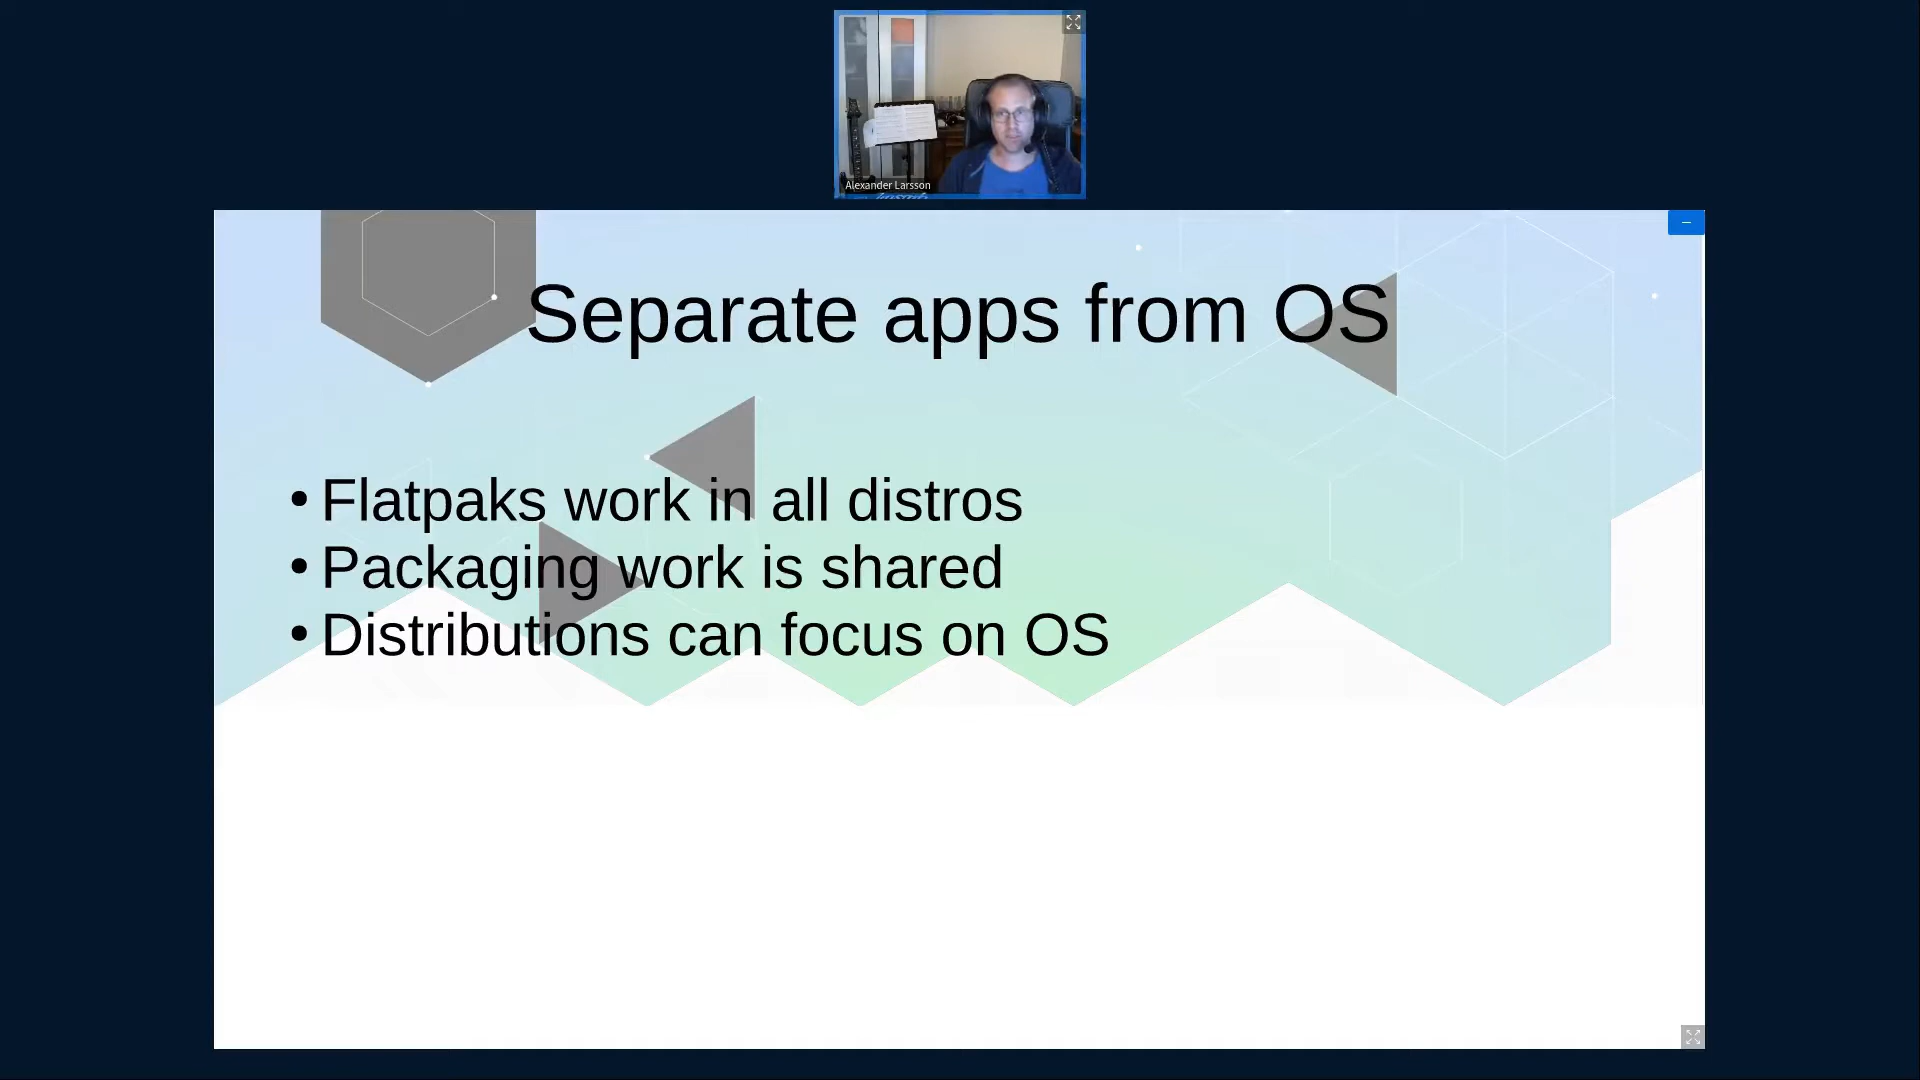 Alexander Larsson
Separate apps from OS
• Flatpaks work in all distros
• Packaging work is shared
• Distributions can focus on OS